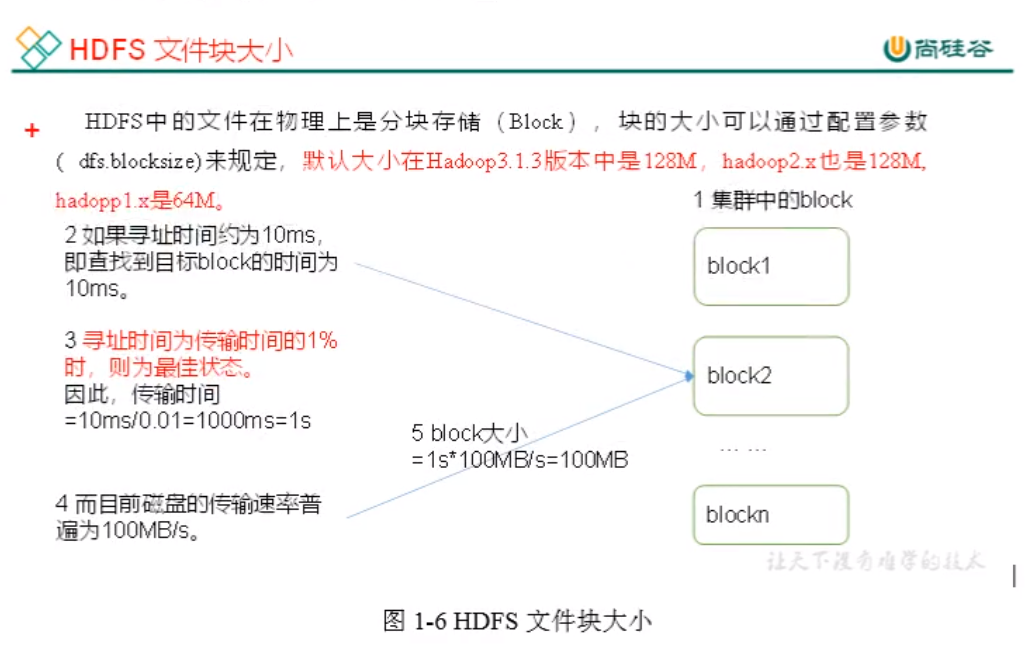 HDFS 文件块大小
尚硅谷
+ HDFS中的文件在物理上是分块存储（Block），块的大小可以通过配置参数
( dfs.blocksize)来规定，默认大小在Hadoop3.1.3版本中是128M，hadoop2.x也是128M,
hadopp1.x是64M。
1 集群中的block
2 如果寻址时间约为10ms，
即查找到目标block的时间为
10ms。
block1
3 寻址时间为传输时间的1%
时，则为最佳状态。
因此，传输时间
=10ms/0.01=1000ms=1s
block2
5 block大小
=1s*100MB/s=100MB
... ...
4 而目前磁盘的传输速率普
遍为100MB/s。
blockn
让天下没有难学的技术
图 1-6 HDFS 文件块大小